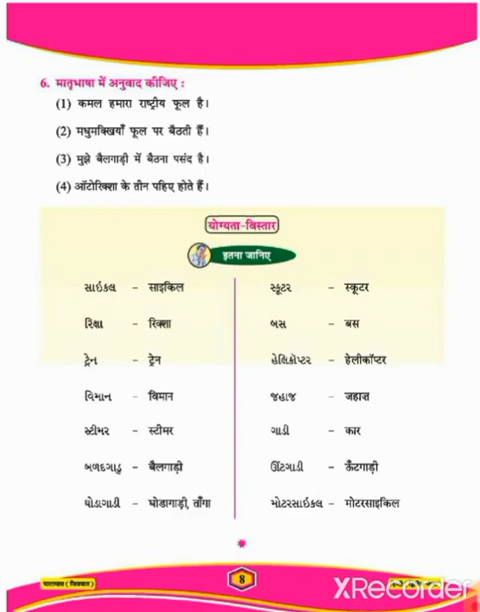 6. मातृभाषा में अनुवाद कीजिए :
(1) कमल हमारा राष्ट्रीय फूल है।
(2) मधुमक्खियाँ फूल पर बैठती हैं।
(3) मुझे बैलगाड़ी में बैठना पसंद है।
(4) ऑटोरिक्शा के तीन पहिए होते हैं।
योग्यता-विस्तार
इतना जानिए
સાઇકલ – साइकिल સ્કૂટર – स्कूटर
રિક્ષા – रिक्शा બસ – बस
ટ્રેન – ट्रेन હેલિકોપ્ટર – हेलीकॉप्टर
વિમાન – विमान જહાજ – जहाज़
સ્ટીમર – स्टीमर ગાડી – कार
બળદગાડુ – बैलगाड़ी ઊંટગાડી – ऊँटगाड़ी
ઘોડાગાડી – घोडागाड़ी, ताँगा મોટરસાઇકલ – मोटरसाइकिल
8
XRecorder